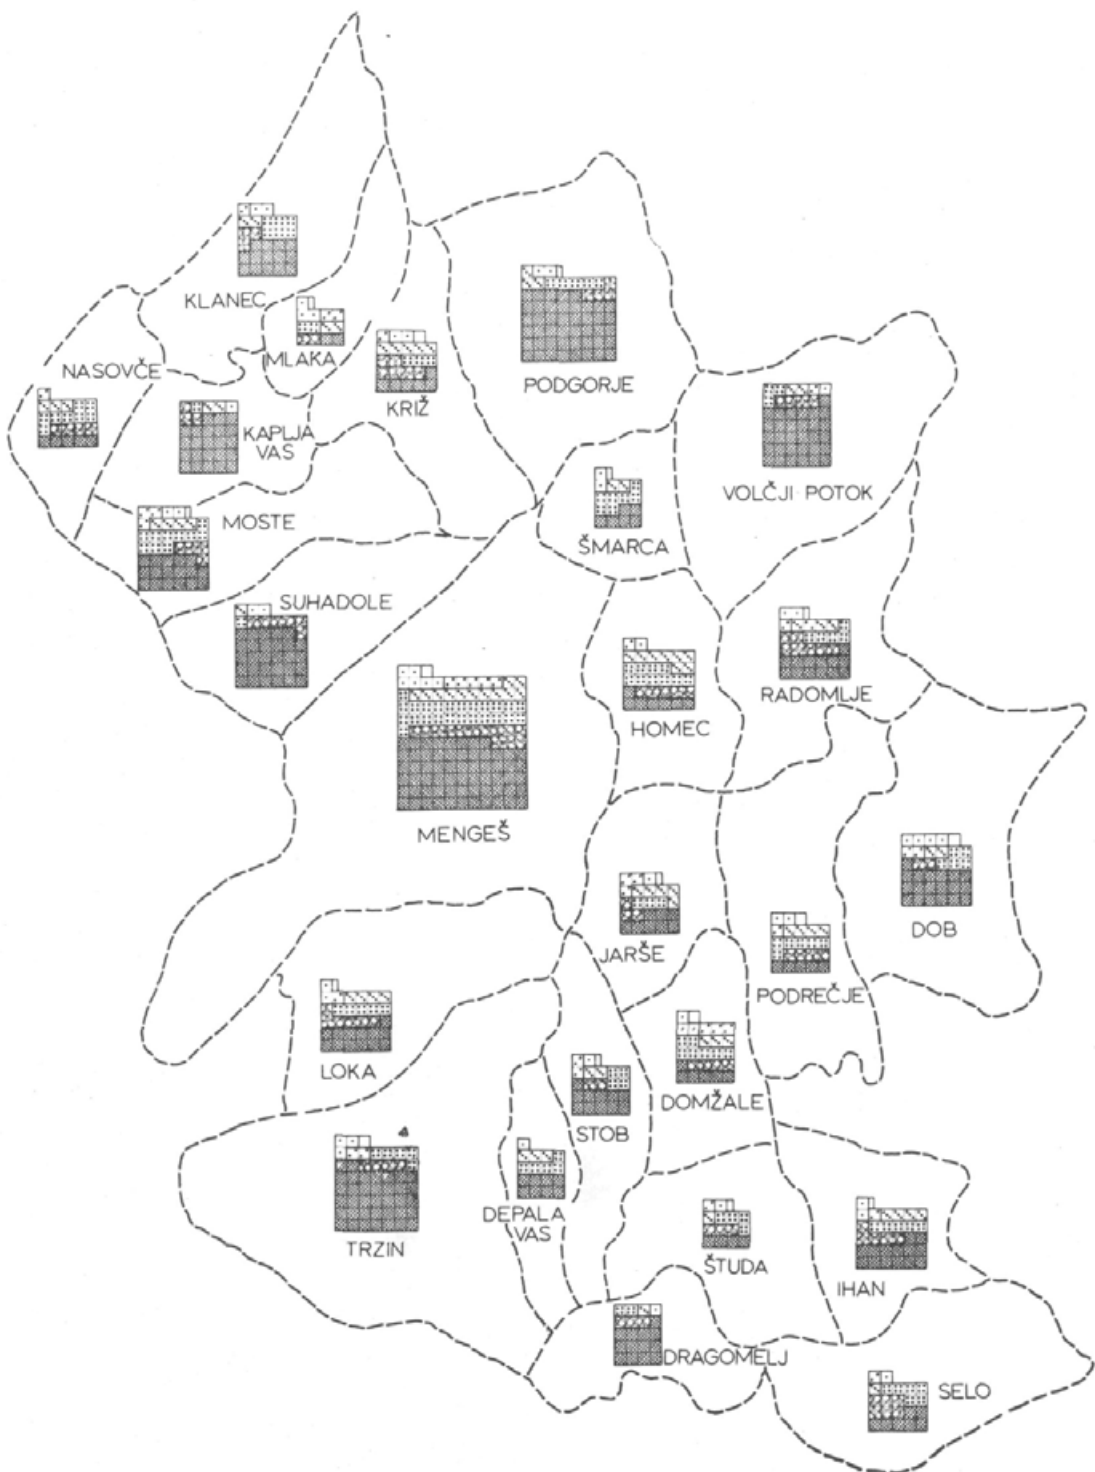 KLANEC
MLAKA
NASOVČE
KRIŽ
PODGORJE
KAPLJA
VAS
VOLČJI POTOK
MOSTE
ŠMARCA
SUHADOLE
RADOMLJE
HOMEC
MENGEŠ
DOB
JARŠE
PODREČJE
LOKA
DOMŽALE
STOB
DEPALA
VAS
TRZIN
ŠTUDA
IHAN
DRAGOMELJ
SELO